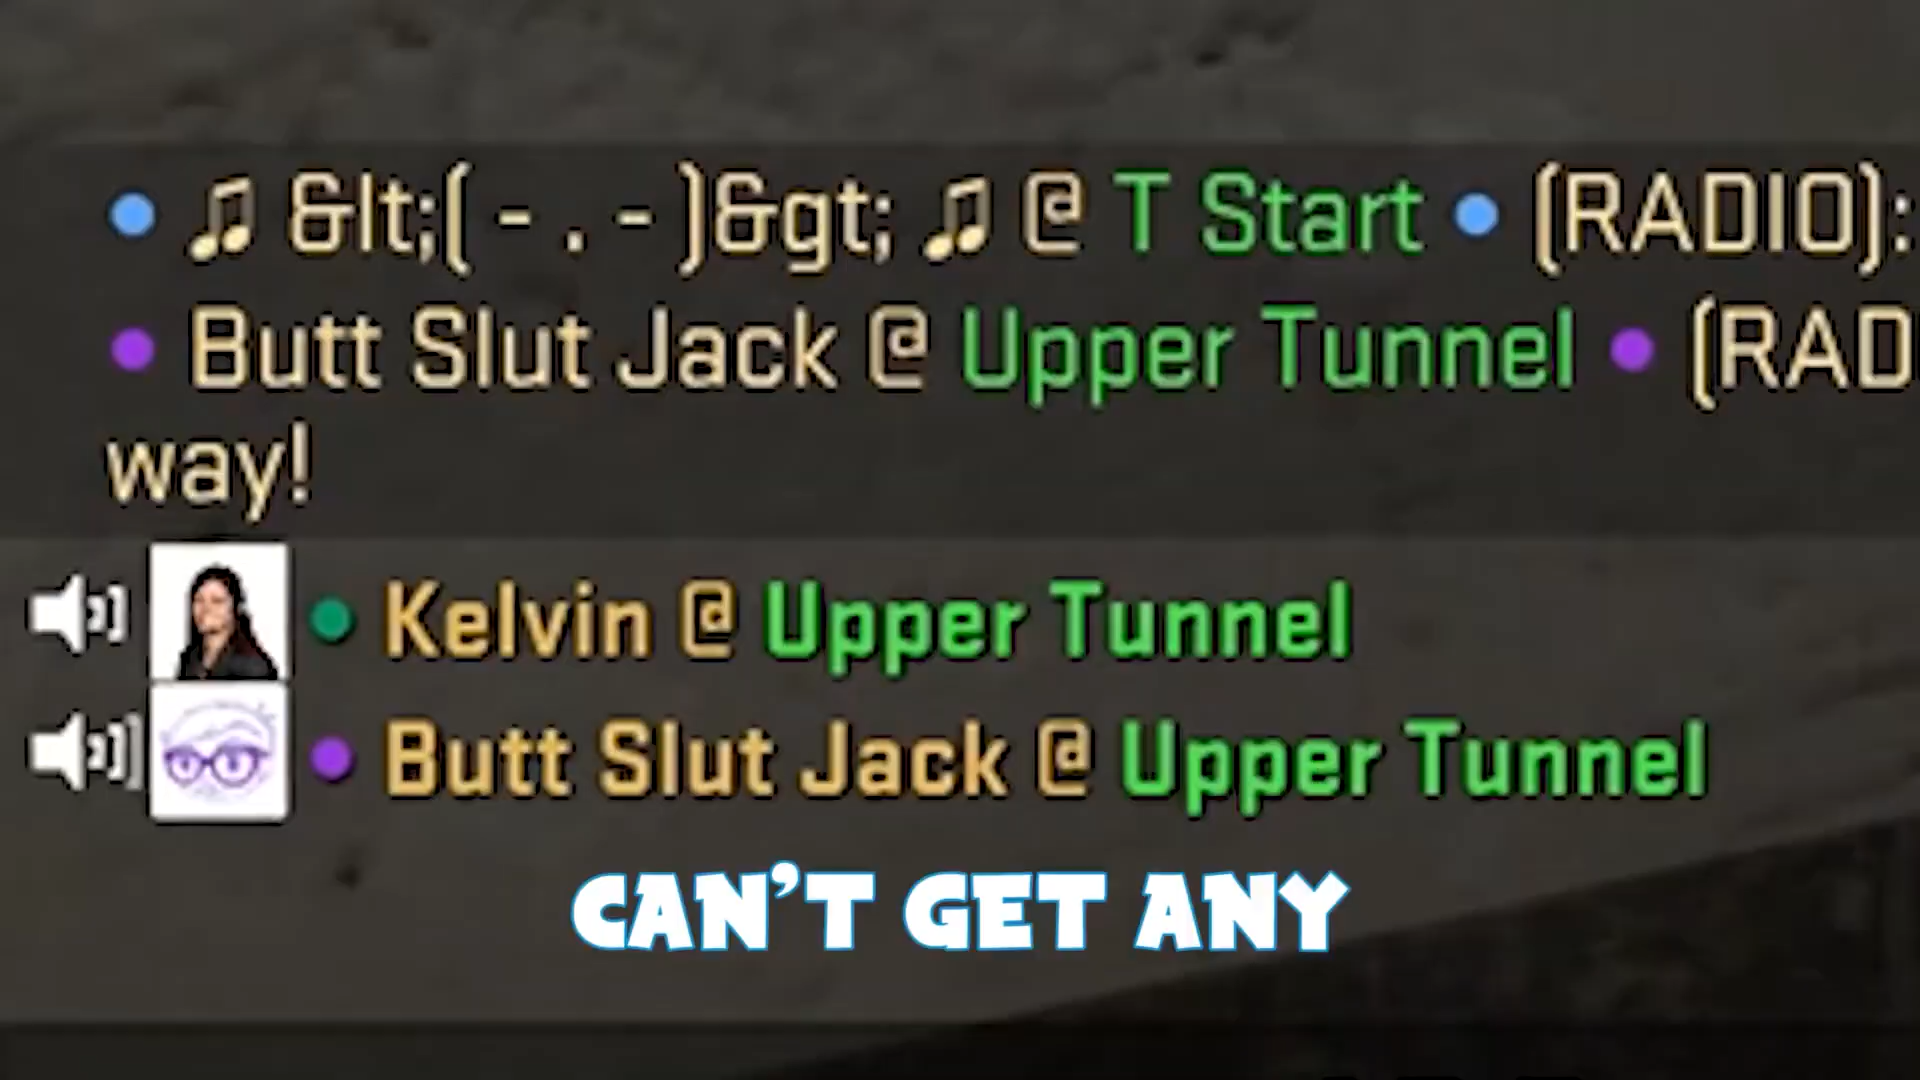 ♫ &lt;( - . - )&gt; ♫ @ T Start • (RADIO):
Butt Slut Jack @ Upper Tunnel • (RAD
way!
Kelvin @ Upper Tunnel
Butt Slut Jack @ Upper Tunnel
CAN'T GET ANY